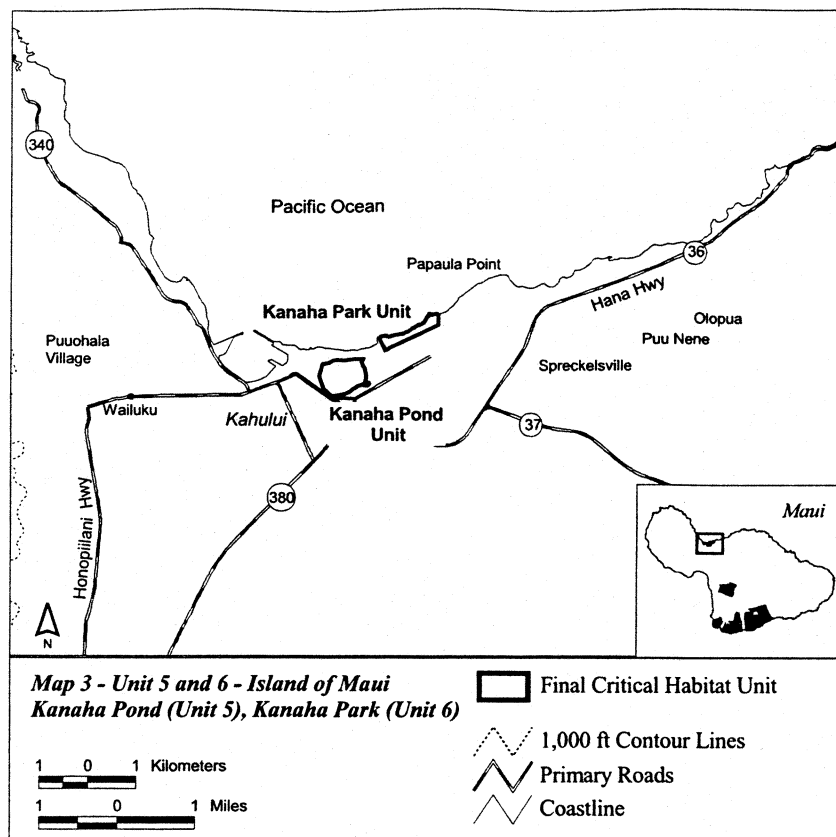 340
Pacific Ocean
Papaula Point
36
Hana Hwy
Kanaha Park Unit
Olopua
Puu Nene
Puuohala
Village
Spreckelsville
Wailuku
Kahului
Kanaha Pond
Unit
37
380
Honopiilani Hwy
Maui
N
Map 3 - Unit 5 and 6 - Island of Maui
Kanaha Pond (Unit 5), Kanaha Park (Unit 6)
1 0 1 Kilometers
1 0 1 Miles
Final Critical Habitat Unit
1,000 ft Contour Lines
Primary Roads
Coastline